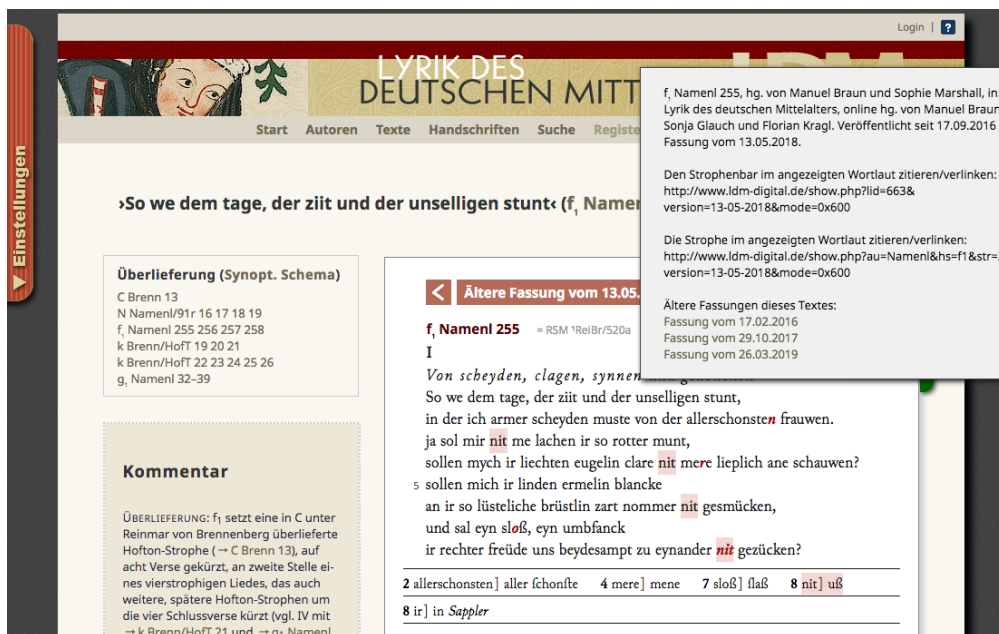 Login | ?
LYRIK DES
DEUTSCHEN MITT
Start Autoren Texte Handschriften Suche Registe
▼ Einstellungen
f₁ Namenl 255, hg. von Manuel Braun und Sophie Marshall, in:
Lyrik des deutschen Mittelalters, online hg. von Manuel Braun
Sonja Glauch und Florian Kragl. Veröffentlicht seit 17.09.2016
Fassung vom 13.05.2018.
Den Strophenbar im angezeigten Wortlaut zitieren/verlinken:
http://www.ldm-digital.de/show.php?lid=663&
version=13-05-2018&mode=0x600
Die Strophe im angezeigten Wortlaut zitieren/verlinken:
http://www.ldm-digital.de/show.php?au=Namenl&hs=f1&str=
version=13-05-2018&mode=0x600
Ältere Fassungen dieses Textes:
Fassung vom 17.02.2016
Fassung vom 29.10.2017
Fassung vom 26.03.2019
›So we dem tage, der ziit und der unselligen stunt‹ (f₁ Namen
Überlieferung (Synopt. Schema)
C Brenn 13
N Namenl/91r 16 17 18 19
f₁ Namenl 255 256 257 258
k Brenn/HofT 19 20 21
k Brenn/HofT 22 23 24 25 26
g₁ Namenl 32–39
Kommentar
ÜBERLIEFERUNG: f₁ setzt eine in C unter
Reinmar von Brennenberg überlieferte
Hofton-Strophe (→ C Brenn 13), auf
acht Verse gekürzt, an zweite Stelle ei-
nes vierstrophigen Liedes, das auch
weitere, spätere Hofton-Strophen um
die vier Schlussverse kürzt (vgl. IV mit
→ k Brenn/HofT 21 und → g₁ Namenl
< Ältere Fassung vom 13.05.
f₁ Namenl 255 = RSM ¹ReiBr/520a
I
Von scheyden, clagen, synnen
So we dem tage, der ziit und der unselligen stunt,
in der ich armer scheyden muste von der allerschonsten frauwen.
ja sol mir nit me lachen ir so rotter munt,
sollen mych ir liechten eugelin clare nit mere lieplich ane schauwen?
5 sollen mich ir linden ermelin blancke
an ir so lüsteliche brüstlin zart nommer nit gesmücken,
und sal eyn sloß, eyn umbfanck
ir rechter freüde uns beydesampt zu eynander nit gezücken?
2 allerschonsten] aller ſchonſte 4 mere] mene 7 sloß] ſlaß 8 nit] uß
8 ir] in Sappler